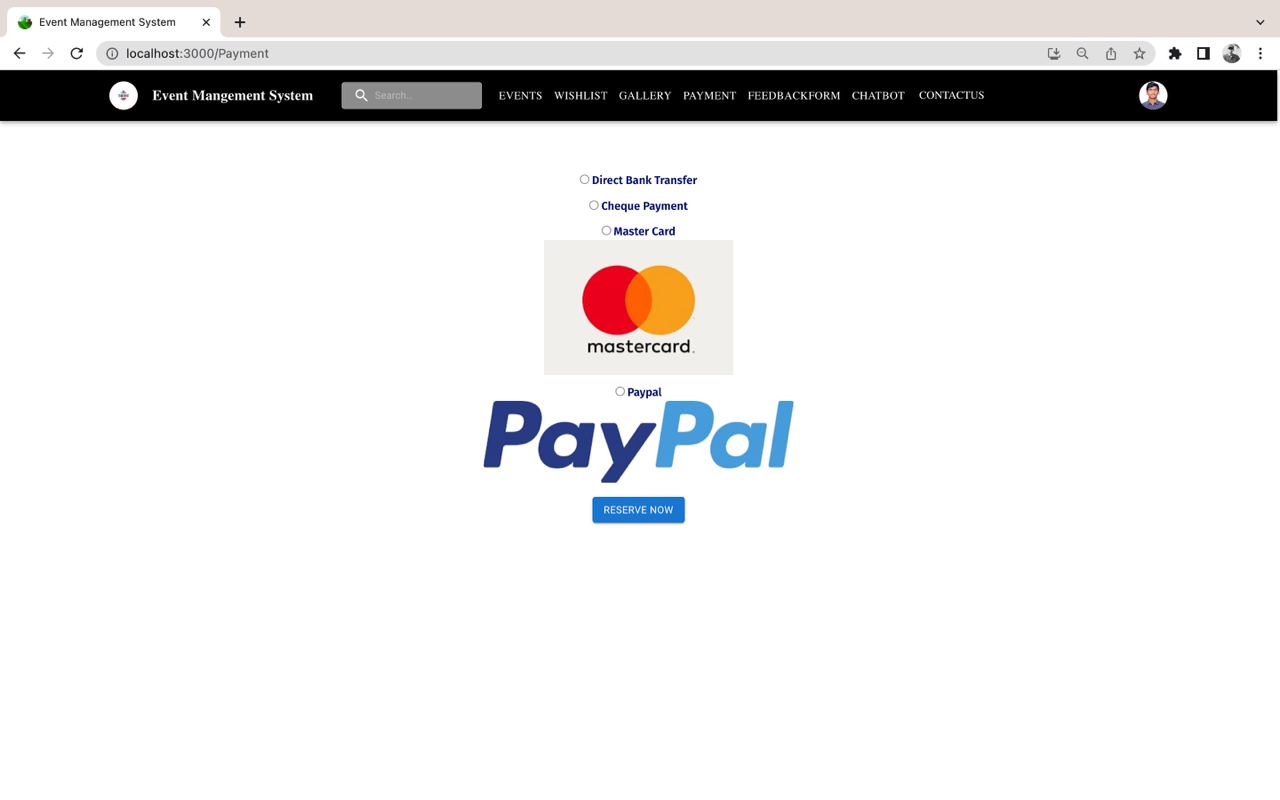 Event Management System
localhost:3000/Payment
Event Mangement System Search... EVENTS WISHLIST GALLERY PAYMENT FEEDBACKFORM CHATBOT CONTACTUS
Direct Bank Transfer
Cheque Payment
Master Card
mastercard.
Paypal
PayPal
RESERVE NOW